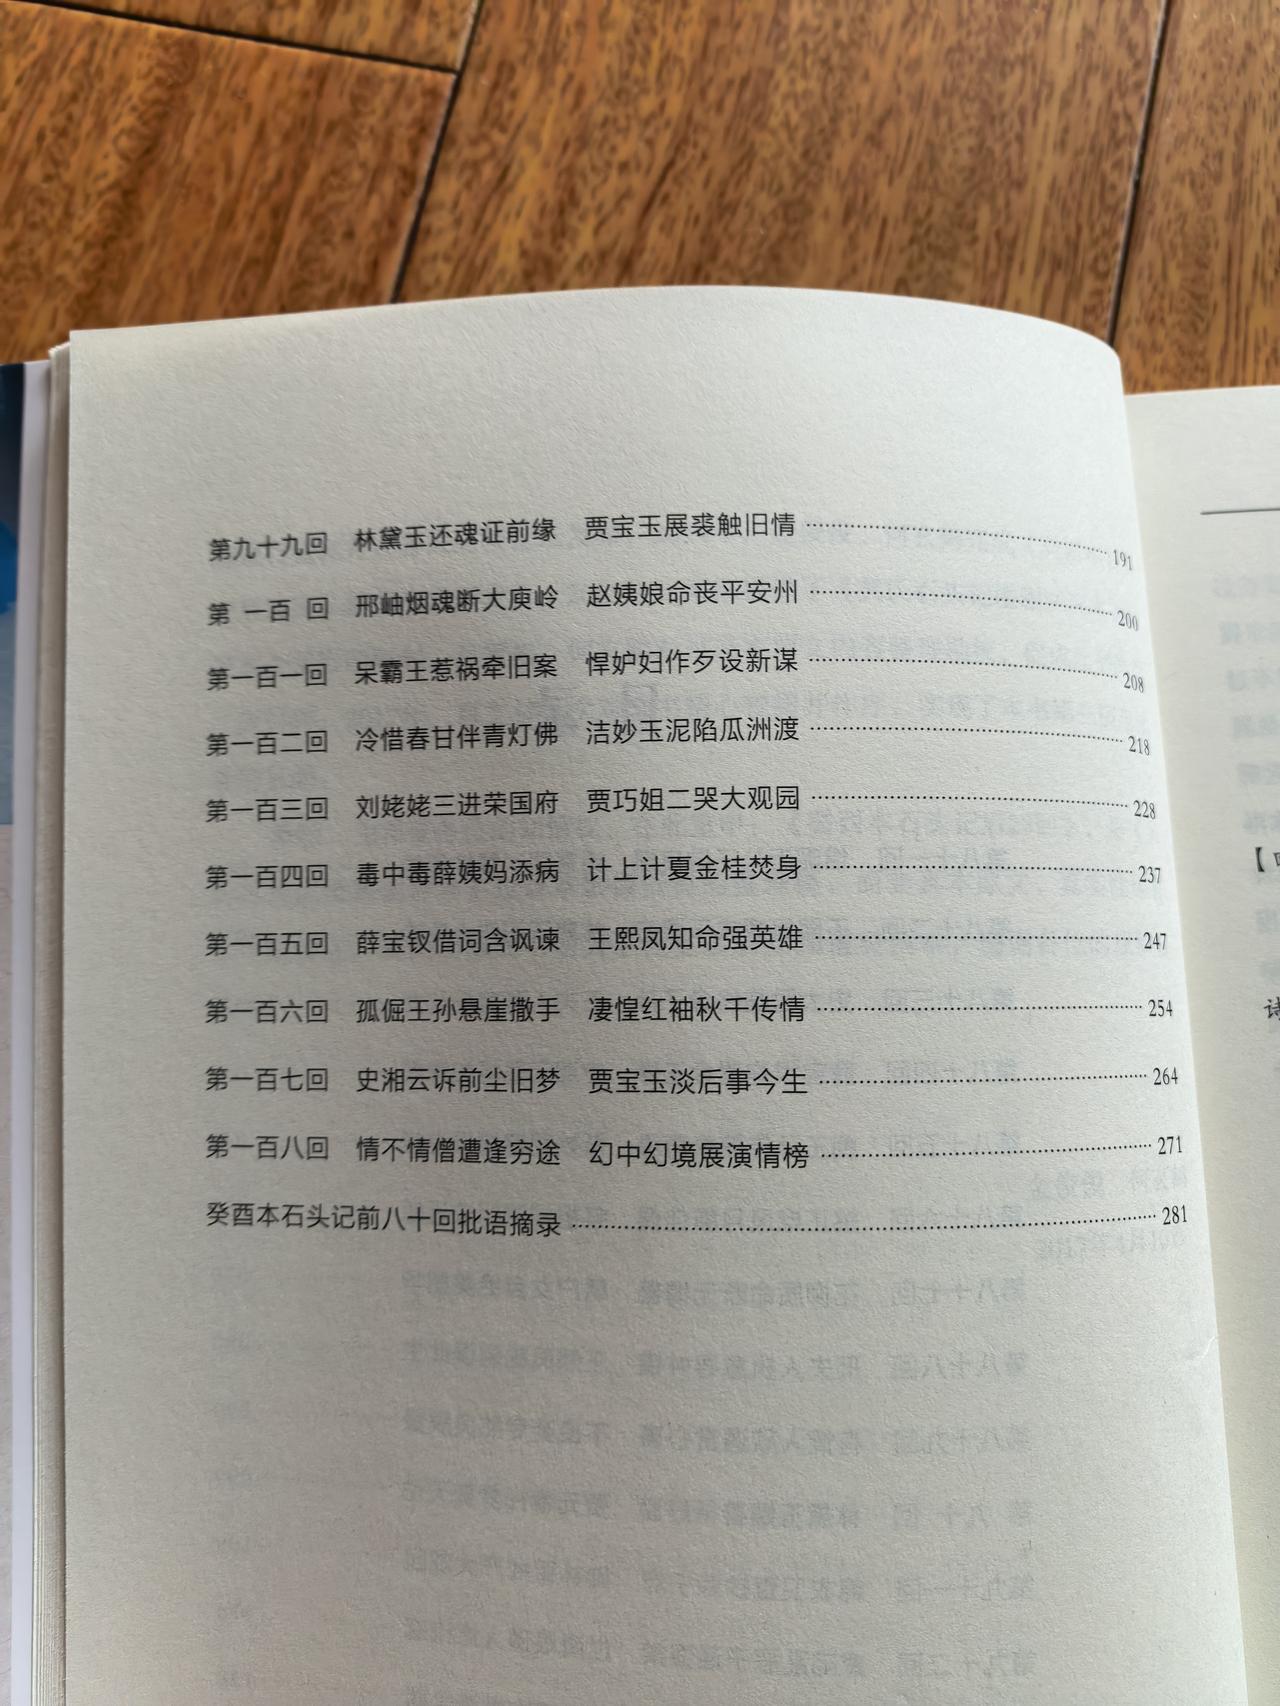 第九十九回 林黛玉还魂证前缘 贾宝玉展裘触旧情 191
第一百回 邢岫烟魂断大庾岭 赵姨娘命丧平安州 200
第一百一回 呆霸王惹祸牵旧案 悍妒妇作歹设新谋 208
第一百二回 冷惜春甘伴青灯佛 洁妙玉泥陷瓜洲渡 218
第一百三回 刘姥姥三进荣国府 贾巧姐二哭大观园 228
第一百四回 毒中毒薛姨妈添病 计上计夏金桂焚身 237
第一百五回 薛宝钗借词含讽谏 王熙凤知命强英雄 247
第一百六回 孤倔王孙悬崖撒手 凄惶红袖秋千传情 254
第一百七回 史湘云诉前尘旧梦 贾宝玉淡后事今生 264
第一百八回 情不情僧遭逢穷途 幻中幻境展演情榜 271
癸酉本石头记前八十回批语摘录 281